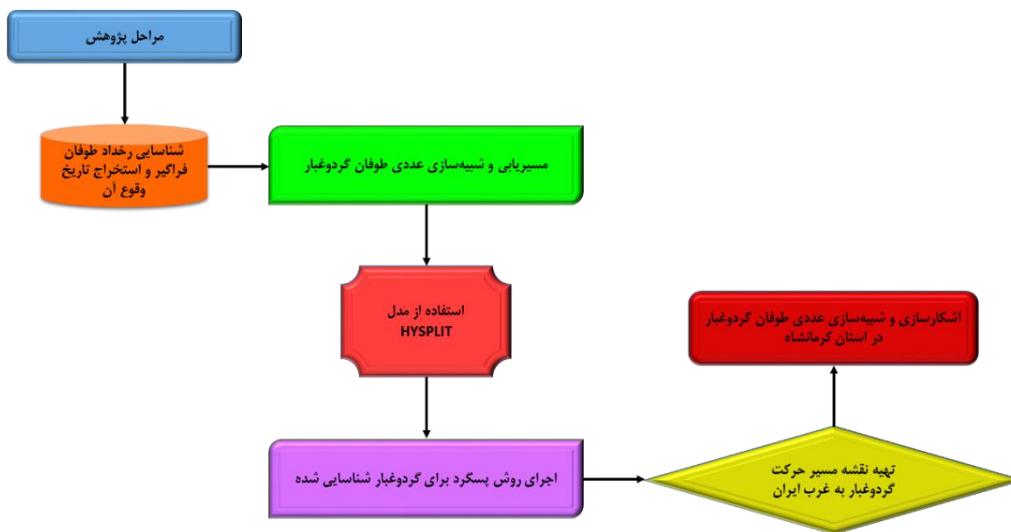 مراحل پژوهش
شناسایی رخداد طوفان
فراگیر و استخراج تاریخ
وقوع آن
مسیریابی و شبیه‌سازی عددی طوفان گردوغبار
استفاده از مدل
HYSPLIT
اجرای روش پسگرد برای گردوغبار شناسایی شده
تهیه نقشه مسیر حرکت
گردوغبار به غرب ایران
آشکارسازی و شبیه‌سازی عددی طوفان گردوغبار
در استان کرمانشاه